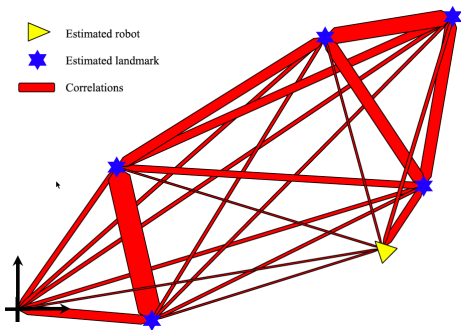 Estimated robot
Estimated landmark
Correlations